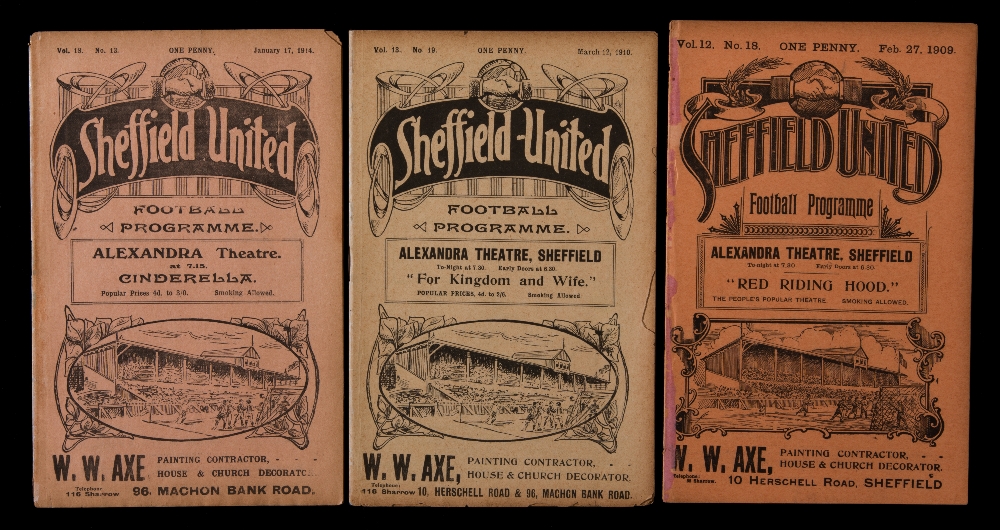 Vol. 18. No. 13. ONE PENNY. January 17, 1914.
Sheffield United
FOOTBALL
PROGRAMME.
ALEXANDRA Theatre.
at 7.15.
CINDERELLA.
Popular Prices 4d. to 3/6. Smoking Allowed.
W. W. AXE
PAINTING CONTRACTOR, - -
HOUSE & CHURCH DECORATC
Telephone:
116 Sharrow
96, MACHON BANK ROAD.
Vol. 13. No 19. ONE PENNY. March 12, 1910.
Sheffield-United
FOOTBALL
PROGRAMME.
ALEXANDRA THEATRE, SHEFFIELD
To-Night at 7.30. Early Doors at 6.30.
"For Kingdom and Wife."
POPULAR PRICES, 4d. to 2/6. Smoking Allowed
W. W. AXE,
PAINTING CONTRACTOR, - -
HOUSE & CHURCH DECORATOR.
Telephone:
116 Sharrow
10, HERSCHELL ROAD & 96, MACHON BANK ROAD.
Vol. 12. No. 18. ONE PENNY. Feb. 27, 1909.
SHEFFIELD UNITED
Football Programme
ALEXANDRA THEATRE, SHEFFIELD
To-night at 7.30 Early Doors at 6.30.
"RED RIDING HOOD."
THE PEOPLE'S POPULAR THEATRE. SMOKING ALLOWED.
W. W. AXE,
PAINTING CONTRACTOR,
HOUSE & CHURCH DECORATOR.
Telephone:
Sharrow.
10 HERSCHELL ROAD, SHEFFIELD